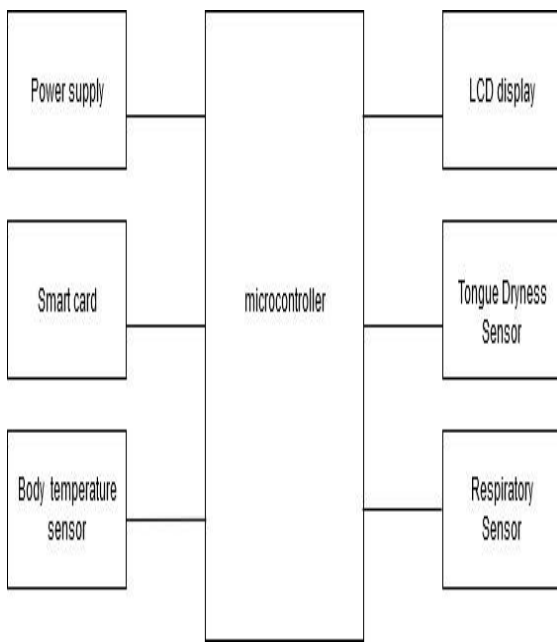 Power supply
LCD display
Smart card
microcontroller
Tongue Dryness
Sensor
Body temperature
sensor
Respiratory
Sensor